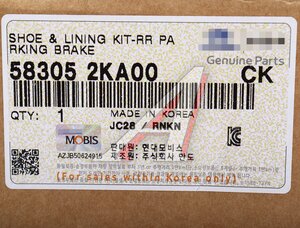 SHOE & LINING KIT-RR PA
RKING BRAKE
Genuine Parts
58305 2KA00 CK
QTY: 1 MADE IN KOREA
JC28 / RNKN
MOBIS
AZJB50624915
판매원: 현대모비스
제조원: 주식회사 한도
(For sales within Korea only)